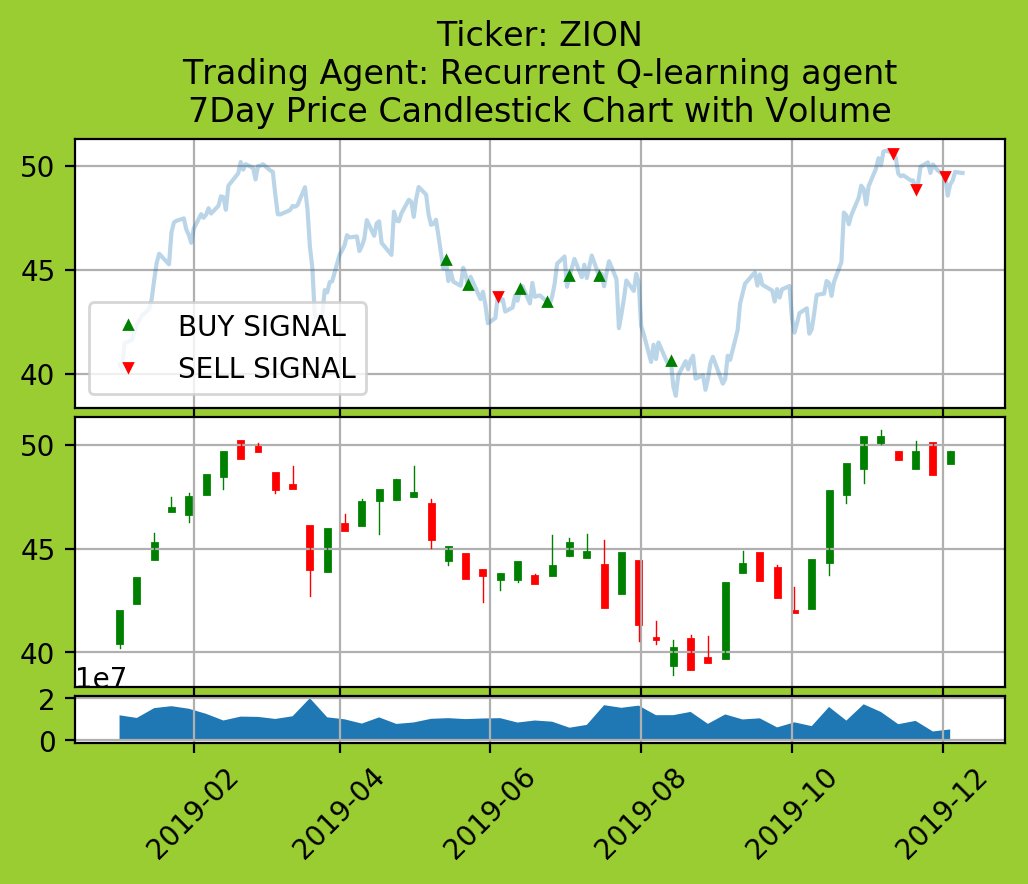 Ticker: ZION
Trading Agent: Recurrent Q-learning agent
7Day Price Candlestick Chart with Volume
50
45
40
BUY SIGNAL
SELL SIGNAL
50
45
40
1e7
2
0
2019-02
2019-04
2019-06
2019-08
2019-10
2019-12